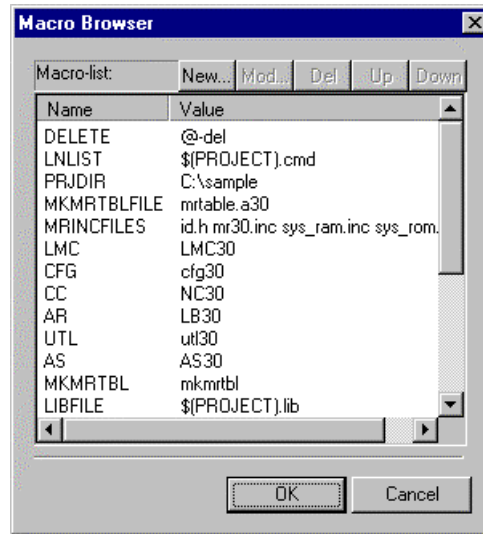 Macro Browser
Macro-list: New... Mod... Del Up Down
Name Value
DELETE @-del
LNLIST $(PROJECT).cmd
PRJDIR C:\sample
MKMRTBLFILE mrtable.a30
MRINCFILES id.h mr30.inc sys_ram.inc sys_rom.
LMC LMC30
CFG cfg30
CC NC30
AR LB30
UTL utl30
AS AS30
MKMRTBL mkmrtbl
LIBFILE $(PROJECT).lib
OK Cancel